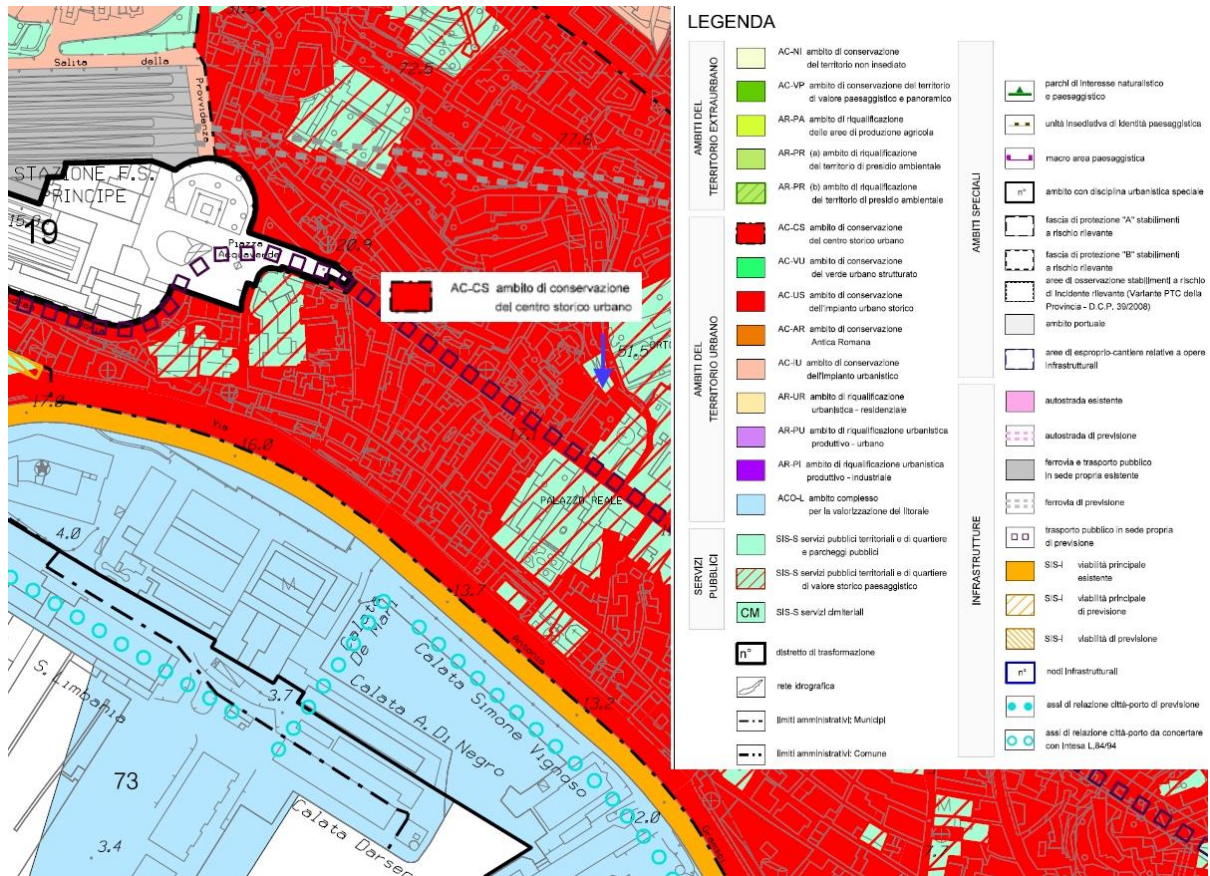 Salita della
Provvidenza
72.5
77.8
STAZIONE F.S.
PRINCIPE
19
Piazza
Acquaverde
20.9
AC-CS ambito di conservazione
del centro storico urbano
51.5
17.0
Via
16.0
17.1
PALAZZO REALE
4.0
M
13.7
Calata
De Mari
Calata Simone Vignoso
13.2
3.7
Calata A. Di Negro
S. Limbania
73
3.4
Calata Darsen
2.0
Gramsci
M
LEGENDA
AMBITI DEL
TERRITORIO EXTRAURBANO
AC-NI ambito di conservazione
del territorio non insediato
AC-VP ambito di conservazione del territorio
di valore paesaggistico e panoramico
AR-PA ambito di riqualificazione
delle aree di produzione agricola
AR-PR (a) ambito di riqualificazione
del territorio di presidio ambientale
AR-PR (b) ambito di riqualificazione
del territorio di presidio ambientale
AMBITI DEL
TERRITORIO URBANO
AC-CS ambito di conservazione
del centro storico urbano
AC-VU ambito di conservazione
del verde urbano strutturato
AC-US ambito di conservazione
dell'impianto urbano storico
AC-AR ambito di conservazione
Antica Romana
AC-IU ambito di conservazione
dell'impianto urbanistico
AR-UR ambito di riqualificazione
urbanistica - residenziale
AR-PU ambito di riqualificazione urbanistica
produttivo - urbano
AR-PI ambito di riqualificazione urbanistica
produttivo - industriale
ACO-L ambito complesso
per la valorizzazione del litorale
SERVIZI
PUBBLICI
SIS-S servizi pubblici territoriali e di quartiere
e parcheggi pubblici
SIS-S servizi pubblici territoriali e di quartiere
di valore storico paesaggistico
CM SIS-S servizi cimiteriali
n° distretto di trasformazione
rete idrografica
limiti amministrativi: Municipi
limiti amministrativi: Comune
AMBITI SPECIALI
parchi di interesse naturalistico
e paesaggistico
unità insediativa di identità paesaggistica
macro area paesaggistica
n° ambito con disciplina urbanistica speciale
fascia di protezione "A" stabilimenti
a rischio rilevante
fascia di protezione "B" stabilimenti
a rischio rilevante
aree di osservazione stabilimenti a rischio
di incidente rilevante (Variante PTC della
Provincia - D.C.P. 39/2008)
ambito portuale
aree di esproprio-cantiere relative a opere
infrastrutturali
INFRASTRUTTURE
autostrada esistente
autostrada di previsione
ferrovia e trasporto pubblico
in sede propria esistente
ferrovia di previsione
trasporto pubblico in sede propria
di previsione
SIS-I viabilità principale
esistente
SIS-I viabilità principale
di previsione
SIS-I viabilità di previsione
n° nodi infrastrutturali
assi di relazione città-porto di previsione
assi di relazione città-porto da concertare
con Intesa L.84/94